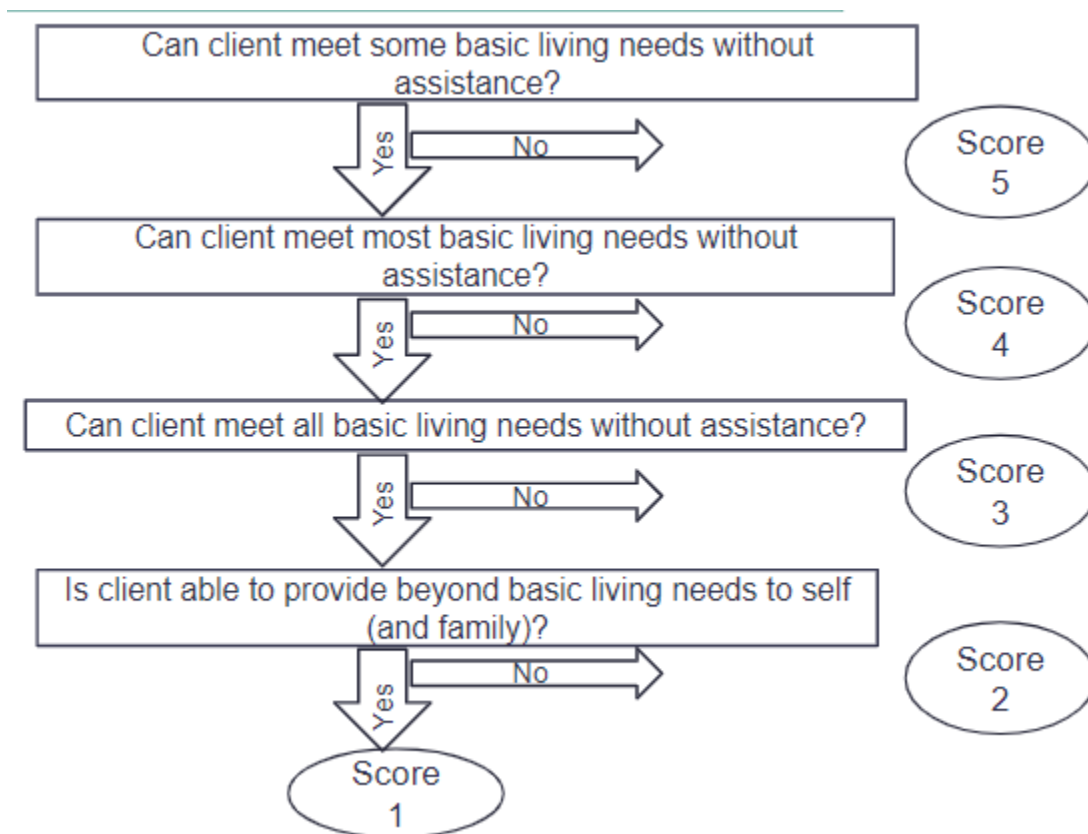 Can client meet some basic living needs without
assistance?
Yes
No
Score
5
Can client meet most basic living needs without
assistance?
Yes
No
Score
4
Can client meet all basic living needs without assistance?
Yes
No
Score
3
Is client able to provide beyond basic living needs to self
(and family)?
Yes
No
Score
2
Score
1